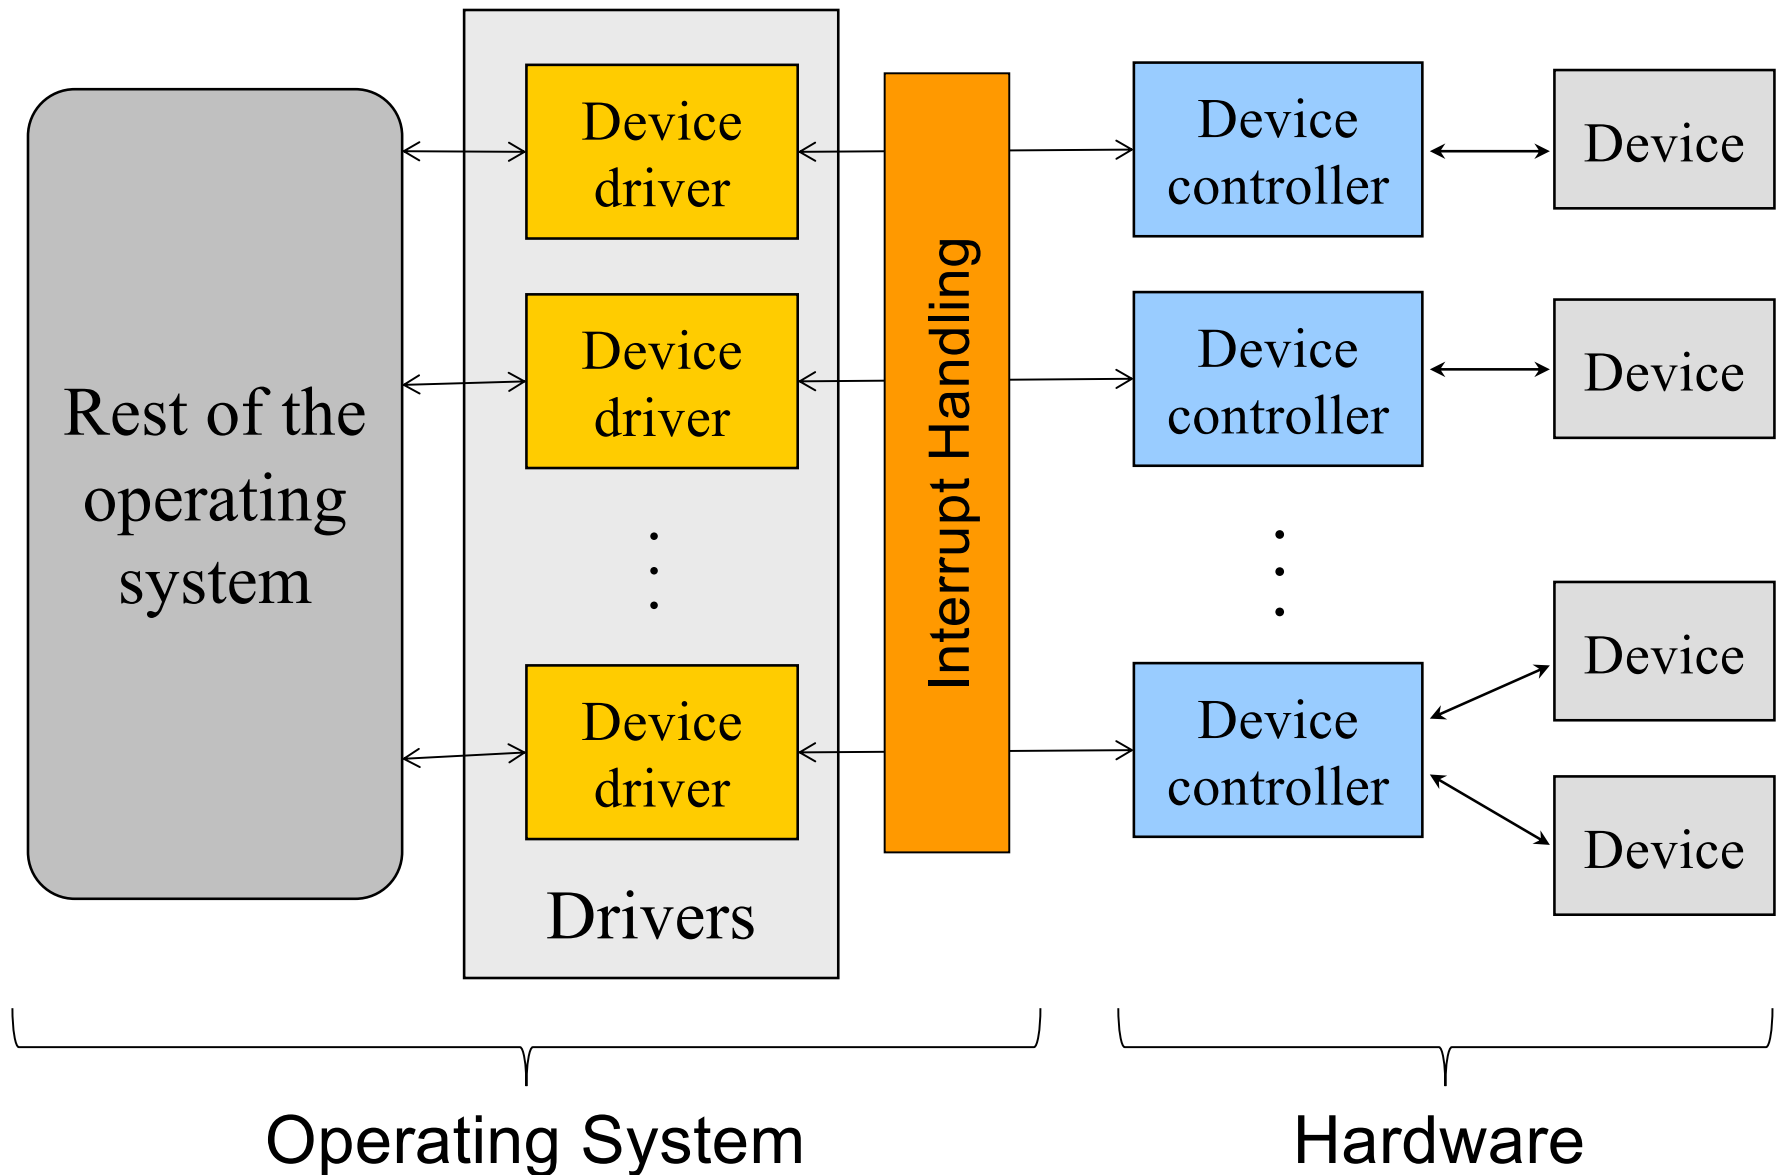 Rest of the
operating
system
Device
driver
Device
driver
Device
driver
Drivers
Interrupt Handling
Device
controller
Device
controller
Device
controller
Device
Device
Device
Device
Operating System
Hardware